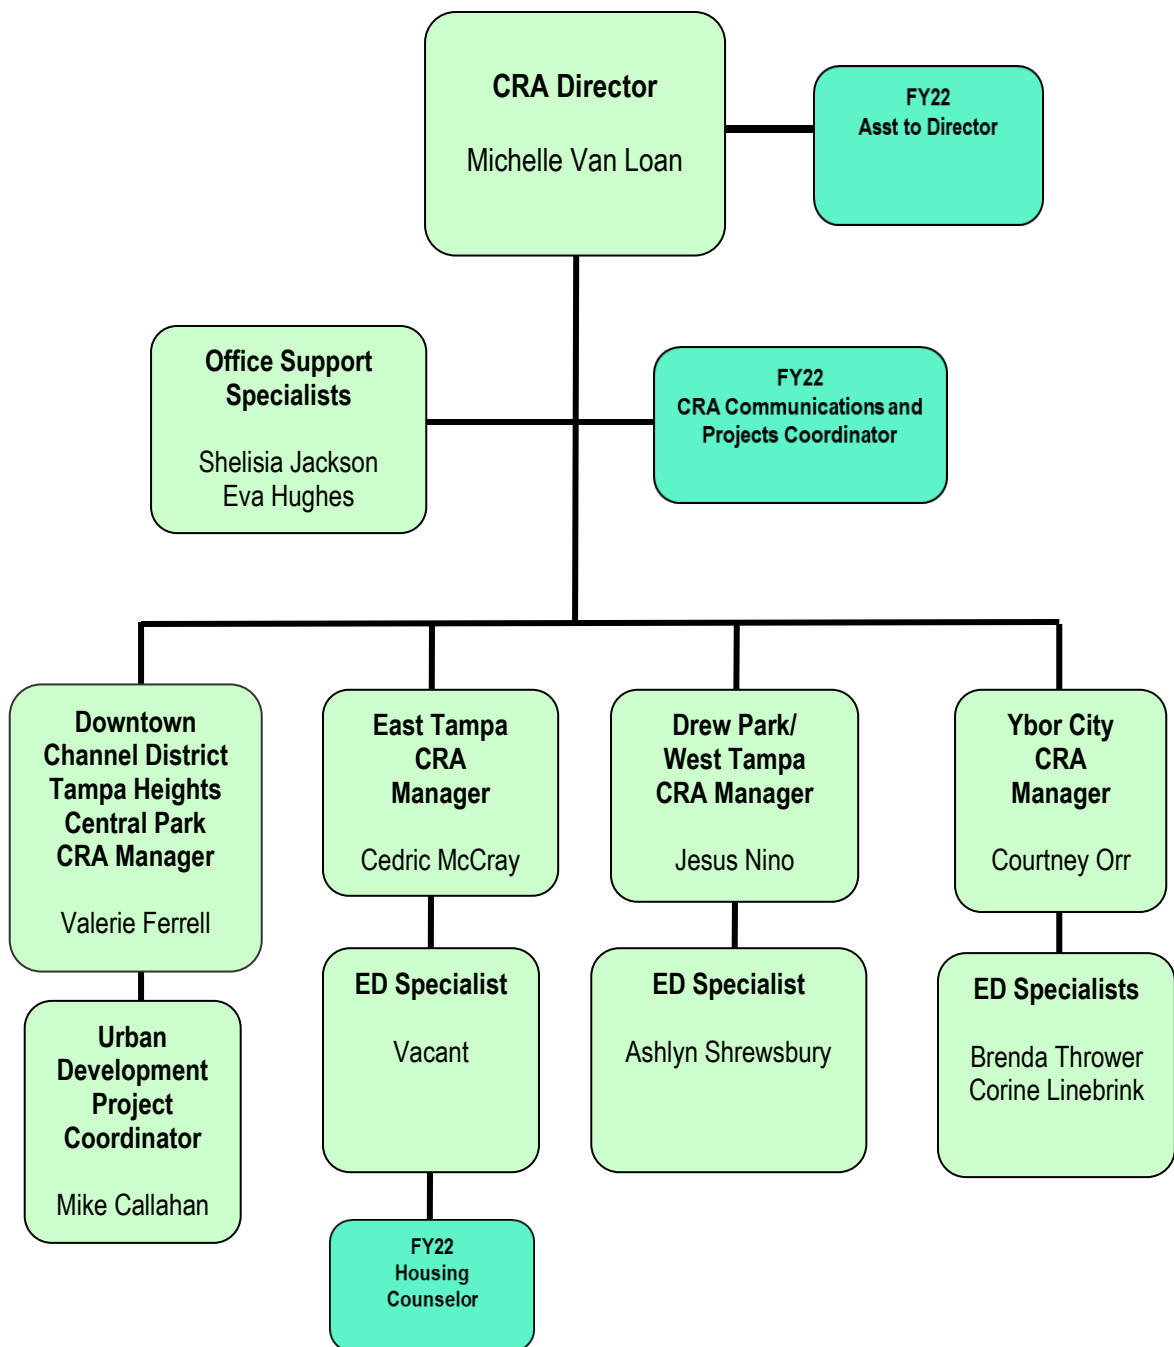 CRA Director
Michelle Van Loan
FY22
Asst to Director
Office Support
Specialists
Shelisia Jackson
Eva Hughes
FY22
CRA Communications and
Projects Coordinator
Downtown
Channel District
Tampa Heights
Central Park
CRA Manager
Valerie Ferrell
East Tampa
CRA
Manager
Cedric McCray
Drew Park/
West Tampa
CRA Manager
Jesus Nino
Ybor City
CRA
Manager
Courtney Orr
Urban
Development
Project
Coordinator
Mike Callahan
ED Specialist
Vacant
ED Specialist
Ashlyn Shrewsbury
ED Specialists
Brenda Thrower
Corine Linebrink
FY22
Housing
Counselor